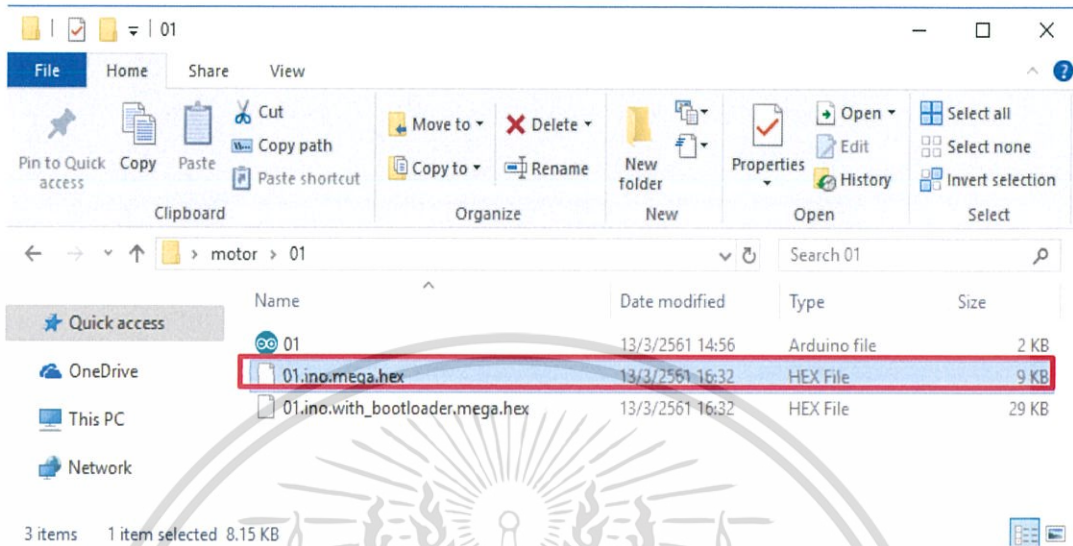 01
File Home Share View
Pin to Quick access
Copy
Paste
Cut
Copy path
Paste shortcut
Move to
Copy to
Delete
Rename
New folder
Properties
Open
Edit
History
Select all
Select none
Invert selection
Clipboard Organize New Open Select
motor > 01
Search 01
Name Date modified Type Size
01 13/3/2561 14:56 Arduino file 2 KB
01.ino.mega.hex 13/3/2561 16:32 HEX File 9 KB
01.ino.with_bootloader.mega.hex 13/3/2561 16:32 HEX File 29 KB
Quick access
OneDrive
This PC
Network
3 items 1 item selected 8.15 KB